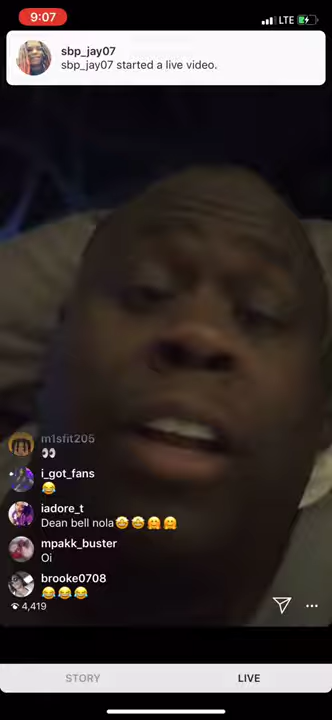 9:07
LTE
sbp_jay07
sbp_jay07 started a live video.
m1sfit205
👀
i_got_fans
😂
iadore_t
Dean bell nola🤩🤩🤗🤗
mpakk_buster
Oi
brooke0708
😂😂😂
4,419
...
STORY
LIVE